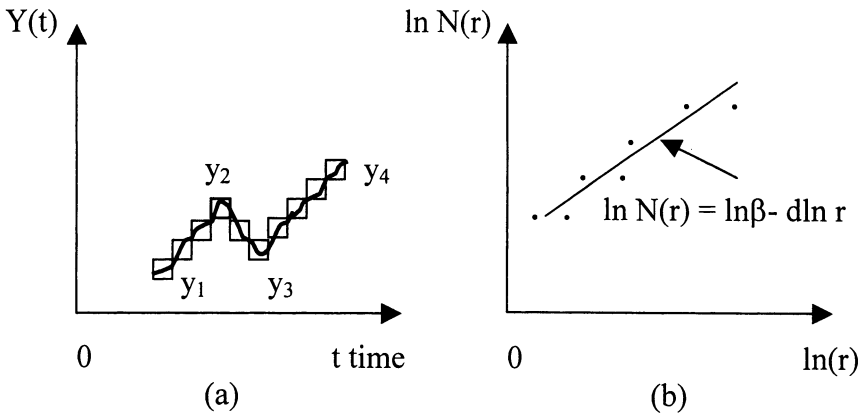 Y(t)
y₂
y₄
y₁
y₃
0
t time
(a)
ln N(r)
ln N(r) = lnβ- dln r
0
ln(r)
(b)